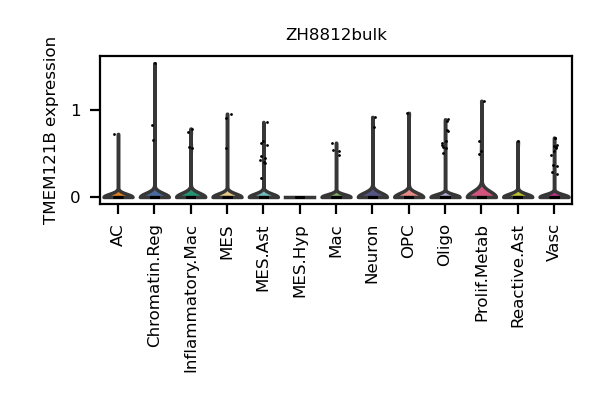 ZH8812bulk
TMEM121B expression
1
0
AC
Chromatin.Reg
Inflammatory.Mac
MES
MES.Ast
MES.Hyp
Mac
Neuron
OPC
Oligo
Prolif.Metab
Reactive.Ast
Vasc